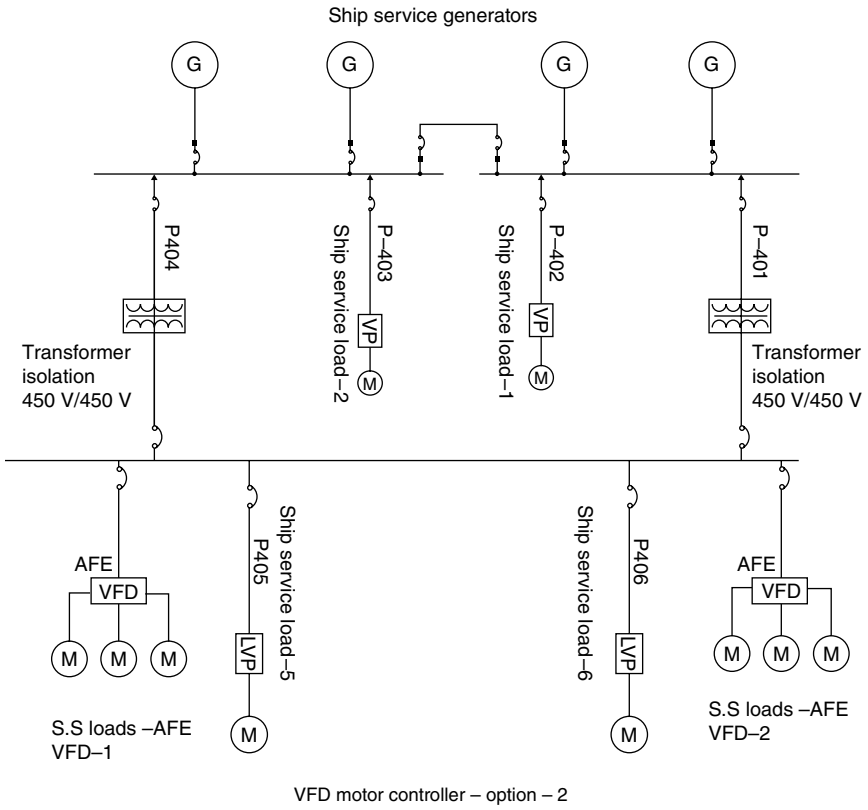 Ship service generators
G
G
G
G
P404
P–403
Ship service load–2
P–402
Ship service load–1
P–401
VP
M
VP
M
Transformer
isolation
450 V/450 V
Transformer
isolation
450 V/450 V
AFE
VFD
M
M
M
S.S loads –AFE
VFD–1
P405
Ship service load–5
LVP
M
P406
Ship service load–6
LVP
M
AFE
VFD
M
M
M
S.S loads –AFE
VFD–2
VFD motor controller – option – 2